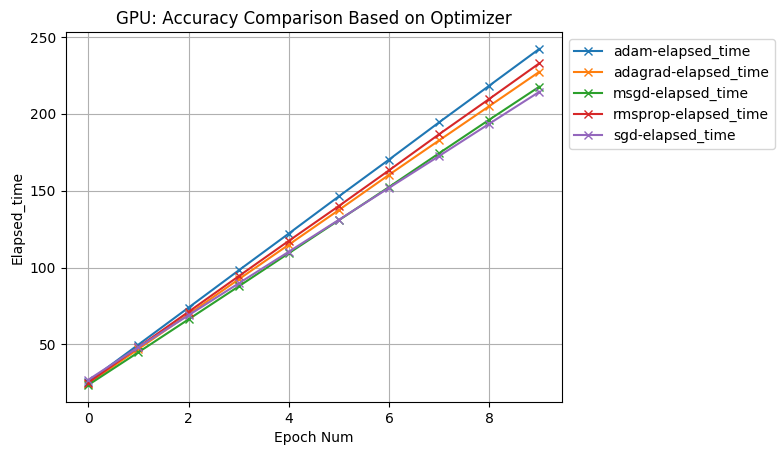 GPU: Accuracy Comparison Based on Optimizer
250
200
150
100
50
Elapsed_time
0 2 4 6 8
Epoch Num
adam-elapsed_time
adagrad-elapsed_time
msgd-elapsed_time
rmsprop-elapsed_time
sgd-elapsed_time